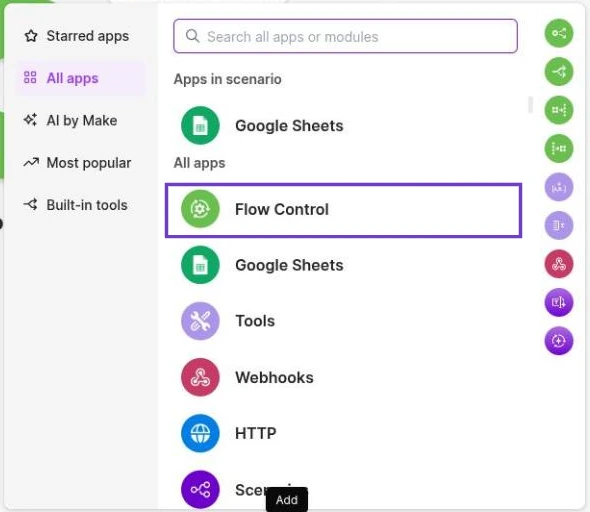 Starred apps
All apps
AI by Make
Most popular
Built-in tools
Search all apps or modules
Apps in scenario
Google Sheets
All apps
Flow Control
Google Sheets
Tools
Webhooks
HTTP
Add